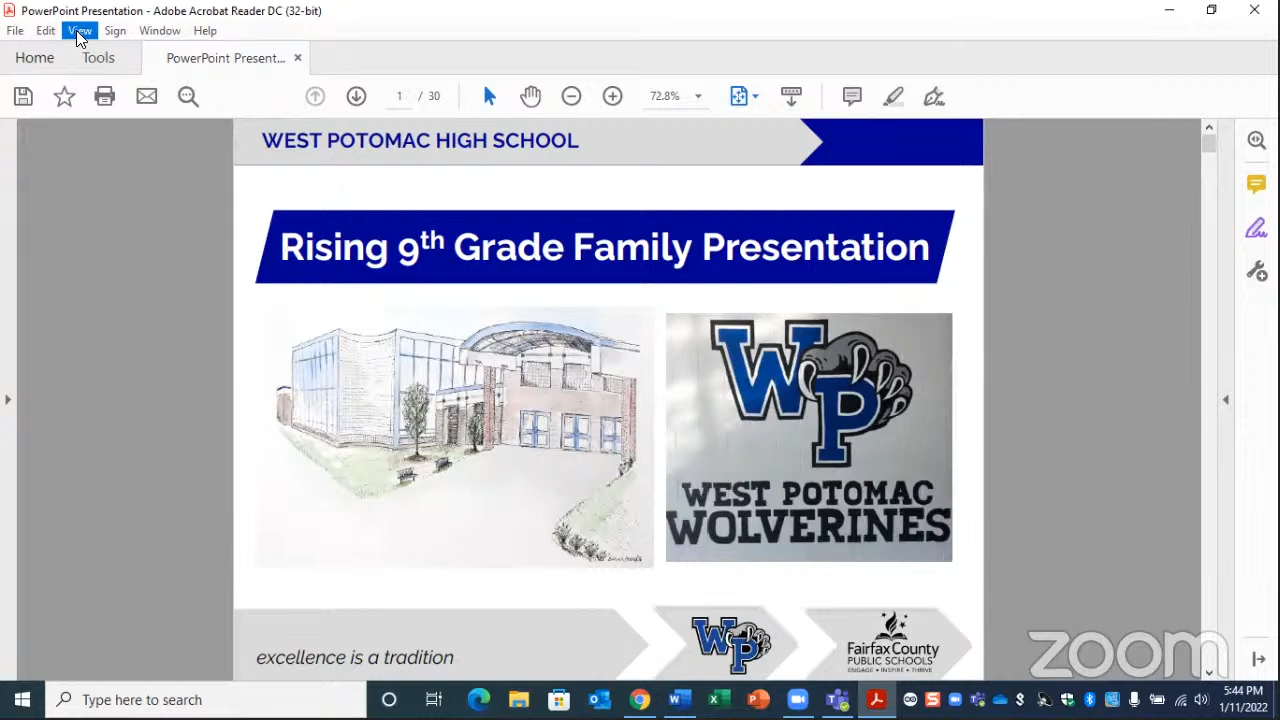 PowerPoint Presentation - Adobe Acrobat Reader DC (32-bit)
File Edit View Sign Window Help
Home Tools PowerPoint Present...
1 / 30 72.8%
WEST POTOMAC HIGH SCHOOL
Rising 9th Grade Family Presentation
WP
WEST POTOMAC
WOLVERINES
excellence is a tradition
WP
Fairfax County
PUBLIC SCHOOLS
ENGAGE • INSPIRE • THRIVE
zoom
Type here to search
5:44 PM
1/11/2022